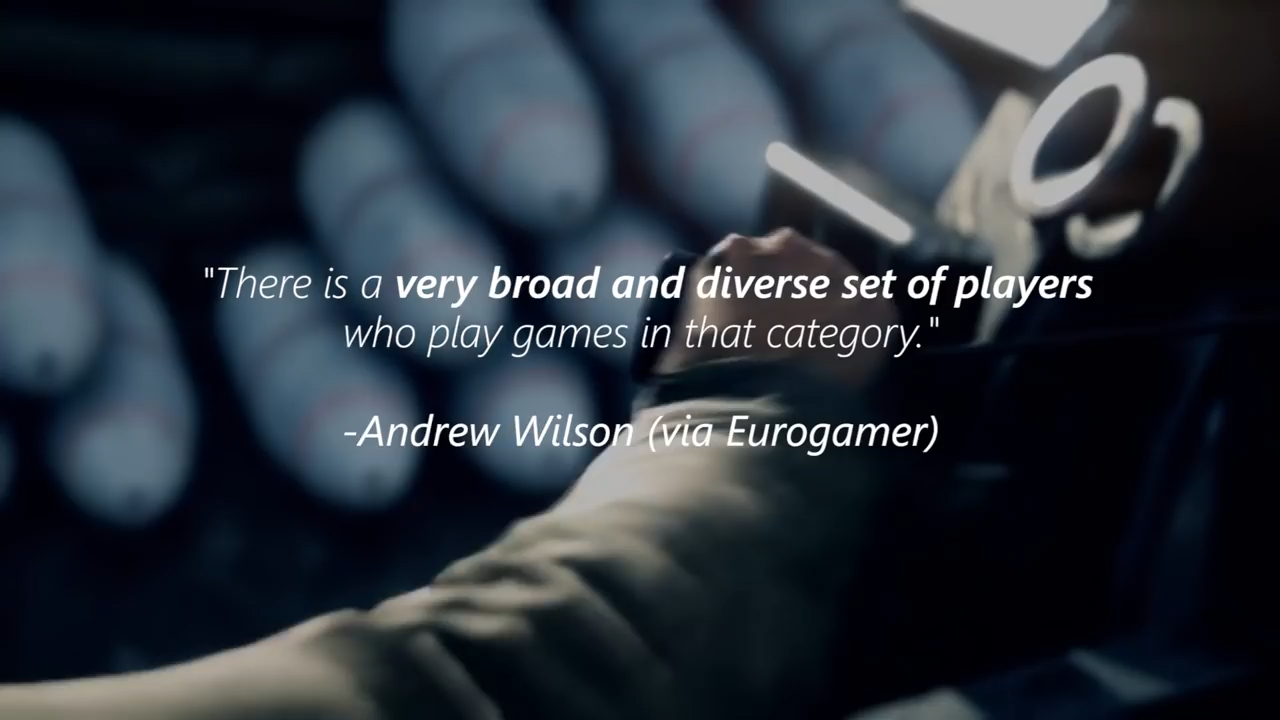 "There is a very broad and diverse set of players
who play games in that category."
-Andrew Wilson (via Eurogamer)